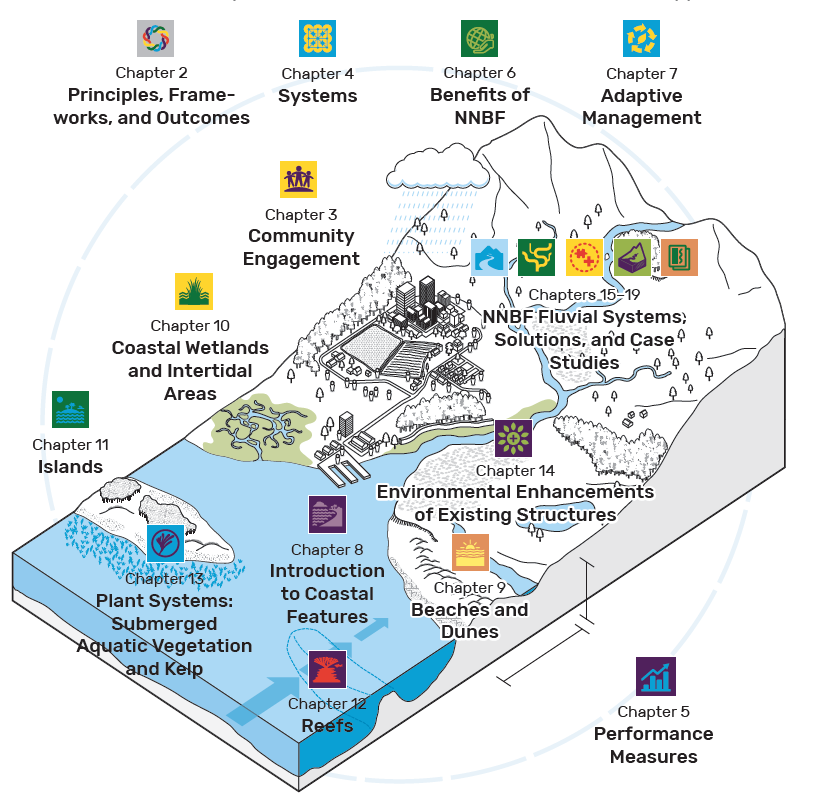 Chapter 2
Principles, Frame-
works, and Outcomes
Chapter 4
Systems
Chapter 6
Benefits of
NNBF
Chapter 7
Adaptive
Management
Chapter 3
Community
Engagement
Chapters 15–19
NNBF Fluvial Systems,
Solutions, and Case
Studies
Chapter 10
Coastal Wetlands
and Intertidal
Areas
Chapter 11
Islands
Chapter 14
Environmental Enhancements
of Existing Structures
Chapter 8
Introduction
to Coastal
Features
Chapter 13
Plant Systems:
Submerged
Aquatic Vegetation
and Kelp
Chapter 9
Beaches and
Dunes
Chapter 12
Reefs
Chapter 5
Performance
Measures